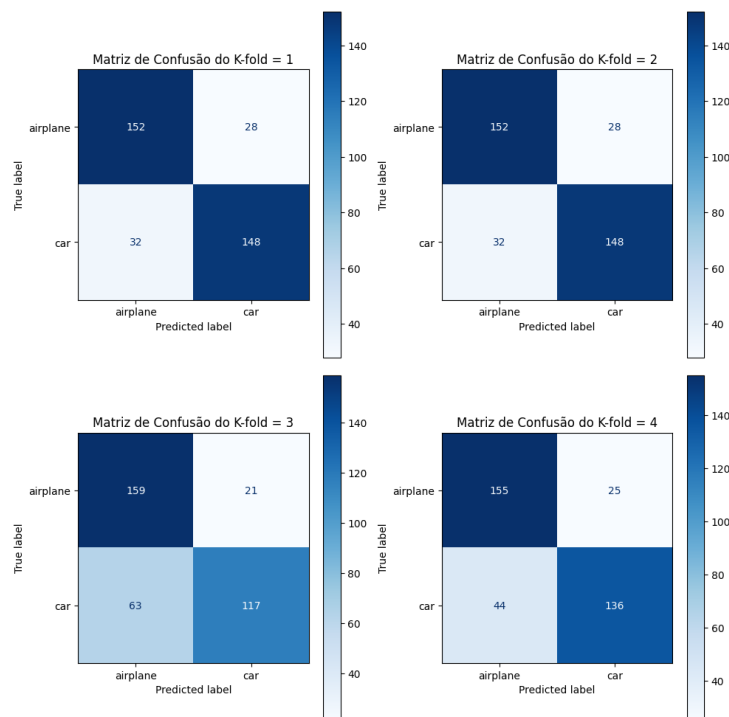 Matriz de Confusão do K-fold = 1
True label
airplane
car
152
28
32
148
airplane
car
Predicted label
140
120
100
80
60
40
Matriz de Confusão do K-fold = 2
True label
airplane
car
152
28
32
148
airplane
car
Predicted label
140
120
100
80
60
40
Matriz de Confusão do K-fold = 3
True label
airplane
car
159
21
63
117
airplane
car
Predicted label
140
120
100
80
60
40
Matriz de Confusão do K-fold = 4
True label
airplane
car
155
25
44
136
airplane
car
Predicted label
140
120
100
80
60
40